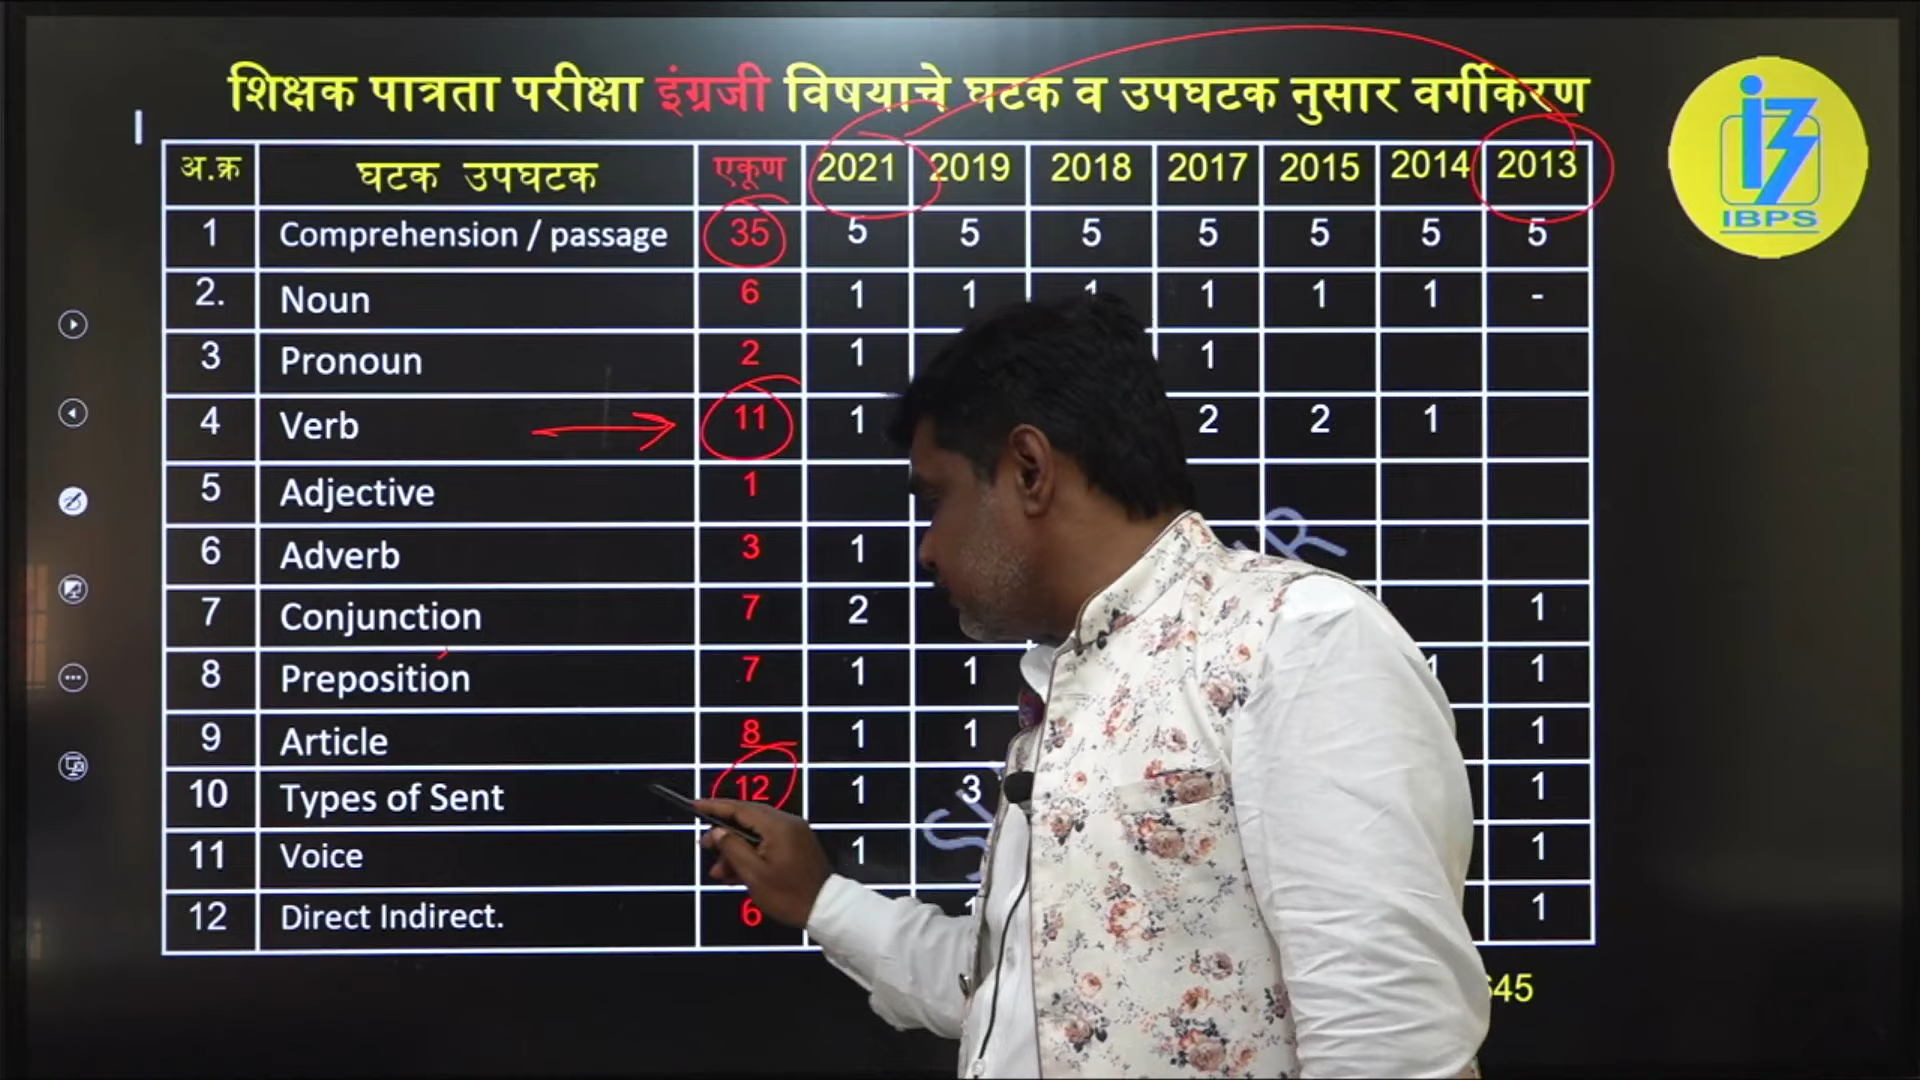 शिक्षक पात्रता परीक्षा इंग्रजी विषयाचे घटक व उपघटक नुसार वर्गीकरण
IBPS
अ.क्र घटक उपघटक एकूण 2021 2019 2018 2017 2015 2014 2013
1 Comprehension / passage 35 5 5 5 5 5 5 5
2. Noun 6 1 1 1 1 1 1 -
3 Pronoun 2 1 1
4 Verb 11 1 2 2 1
5 Adjective 1
6 Adverb 3 1
7 Conjunction 7 2 1
8 Preposition 7 1 1 1 1
9 Article 8 1 1 1
10 Types of Sent 12 1 3 1
11 Voice 1 1
12 Direct Indirect. 6 1 1
45